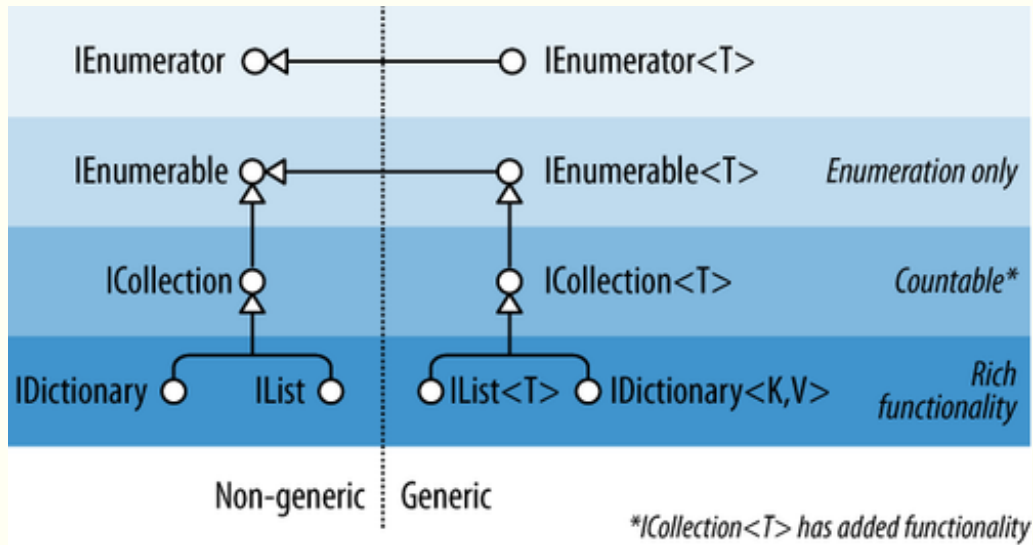 IEnumerator IEnumerator<T>
IEnumerable IEnumerable<T> Enumeration only
ICollection ICollection<T> Countable*
IDictionary IList IList<T> IDictionary<K,V> Rich
functionality
Non-generic Generic
*ICollection<T> has added functionality